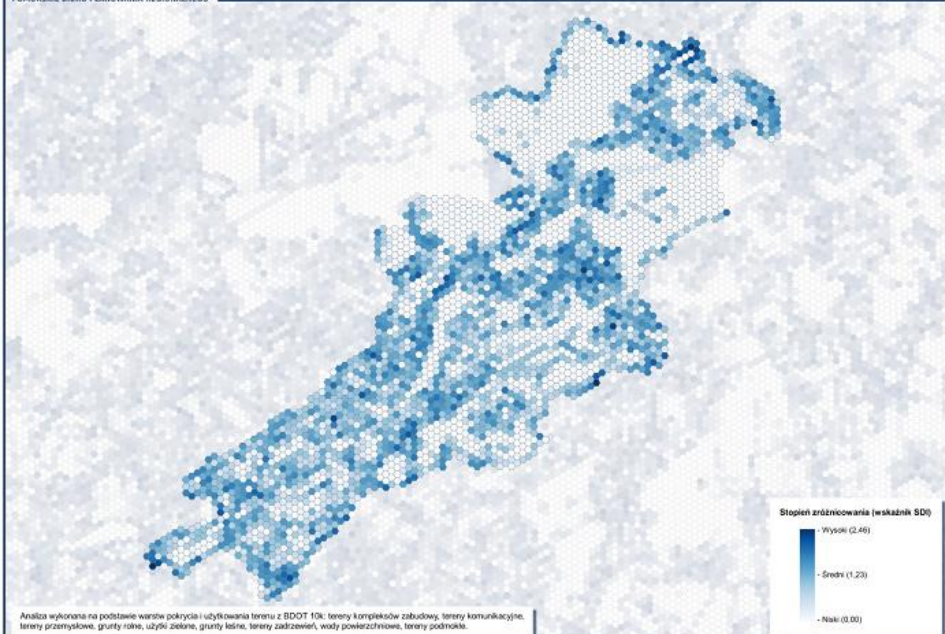 Stopień zróżnicowania (wskaźnik SDI)
- Wysoki (2,46)
- Średni (1,23)
- Niski (0,00)
Analiza wykonana na podstawie warstw pokrycia i użytkowania terenu z BDOT 10k: tereny kompleksów zabudowy, tereny komunikacyjne,
tereny przemysłowe, grunty rolne, użytki zielone, grunty leśne, tereny zadrzewień, wody powierzchniowe, tereny podmokłe.